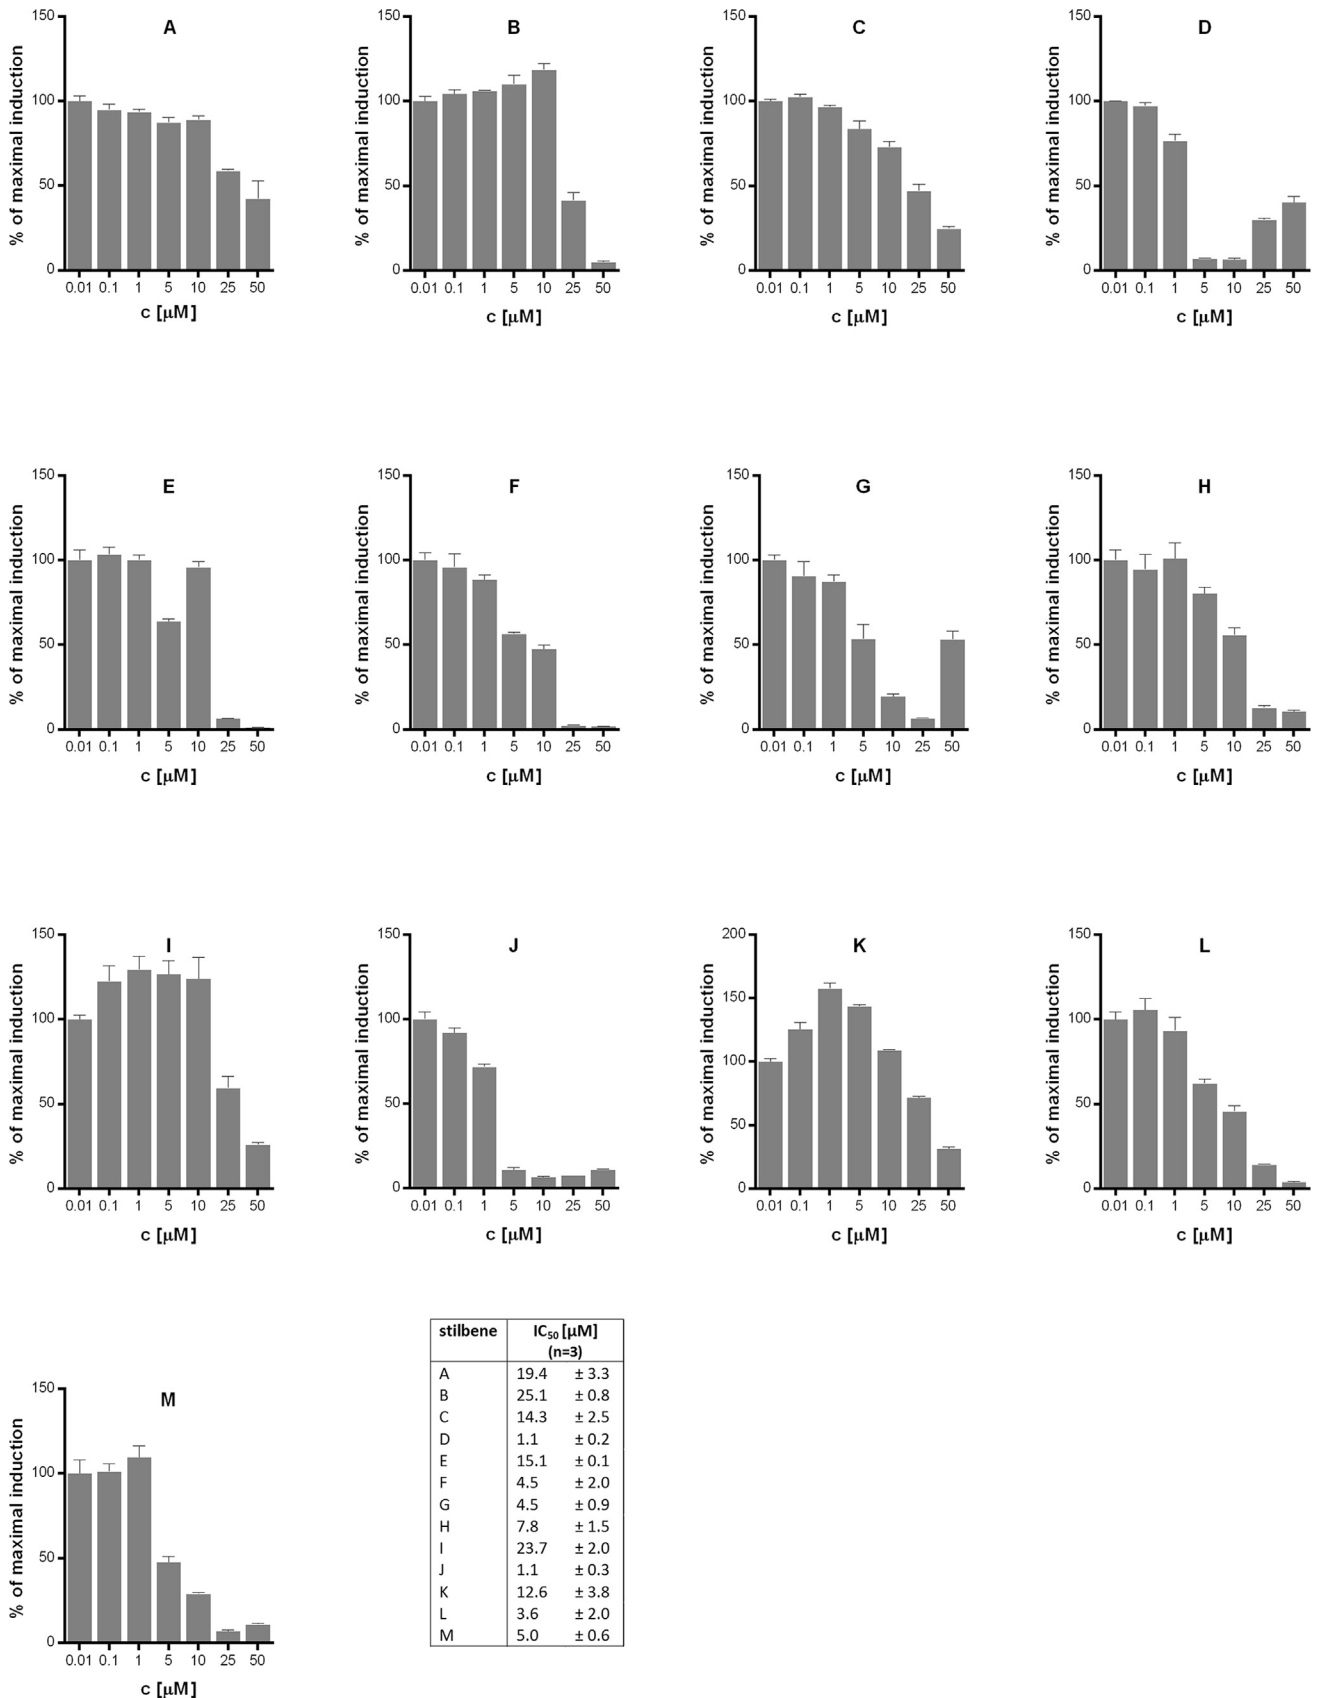 A
% of maximal induction
150
100
50
0
0.01 0.1 1 5 10 25 50
c [µM]
B
% of maximal induction
150
100
50
0
0.01 0.1 1 5 10 25 50
c [µM]
C
% of maximal induction
150
100
50
0
0.01 0.1 1 5 10 25 50
c [µM]
D
% of maximal induction
150
100
50
0
0.01 0.1 1 5 10 25 50
c [µM]
E
% of maximal induction
150
100
50
0
0.01 0.1 1 5 10 25 50
c [µM]
F
% of maximal induction
150
100
50
0
0.01 0.1 1 5 10 25 50
c [µM]
G
% of maximal induction
150
100
50
0
0.01 0.1 1 5 10 25 50
c [µM]
H
% of maximal induction
150
100
50
0
0.01 0.1 1 5 10 25 50
c [µM]
I
% of maximal induction
150
100
50
0
0.01 0.1 1 5 10 25 50
c [µM]
J
% of maximal induction
150
100
50
0
0.01 0.1 1 5 10 25 50
c [µM]
K
% of maximal induction
200
150
100
50
0
0.01 0.1 1 5 10 25 50
c [µM]
L
% of maximal induction
150
100
50
0
0.01 0.1 1 5 10 25 50
c [µM]
M
% of maximal induction
150
100
50
0
0.01 0.1 1 5 10 25 50
c [µM]
stilbene IC50 [µM]
(n=3)
A 19.4 ± 3.3
B 25.1 ± 0.8
C 14.3 ± 2.5
D 1.1 ± 0.2
E 15.1 ± 0.1
F 4.5 ± 2.0
G 4.5 ± 0.9
H 7.8 ± 1.5
I 23.7 ± 2.0
J 1.1 ± 0.3
K 12.6 ± 3.8
L 3.6 ± 2.0
M 5.0 ± 0.6